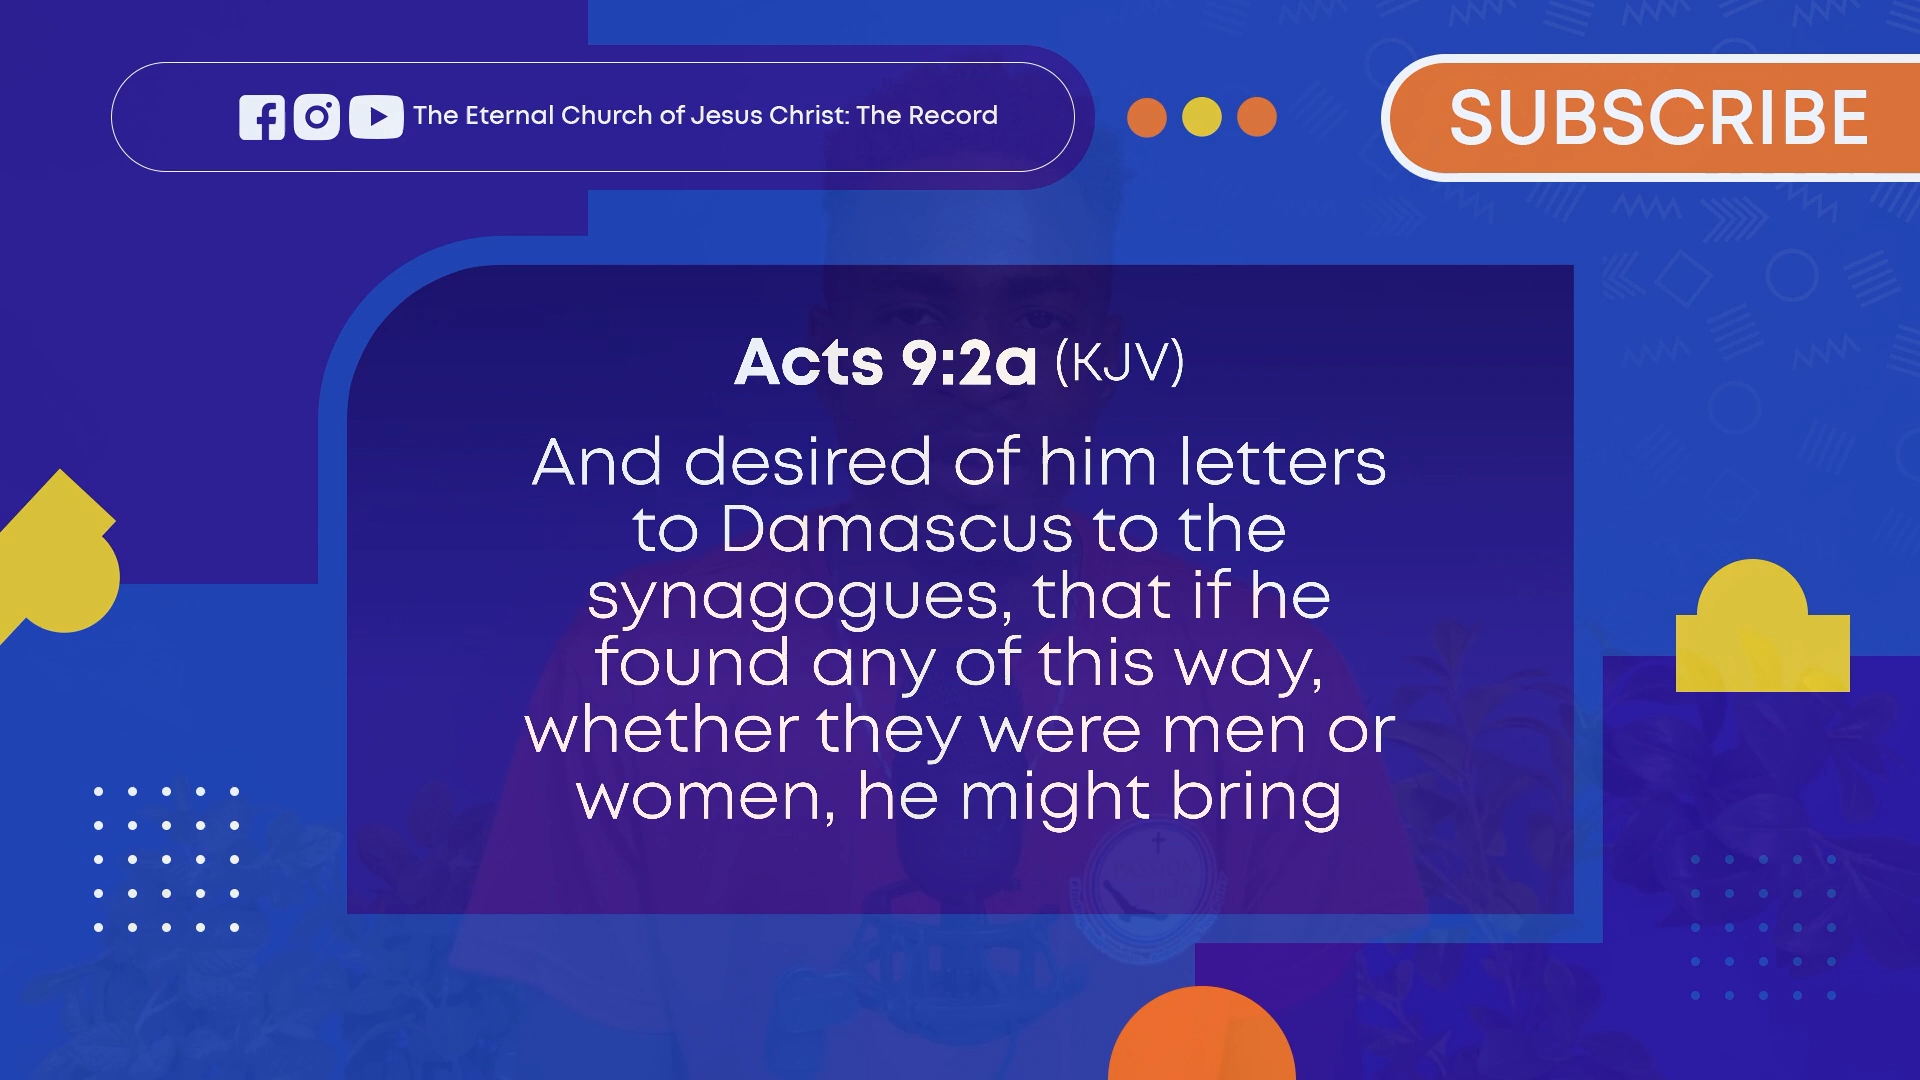 The Eternal Church of Jesus Christ: The Record
SUBSCRIBE
Acts 9:2a (KJV)
And desired of him letters
to Damascus to the
synagogues, that if he
found any of this way,
whether they were men or
women, he might bring